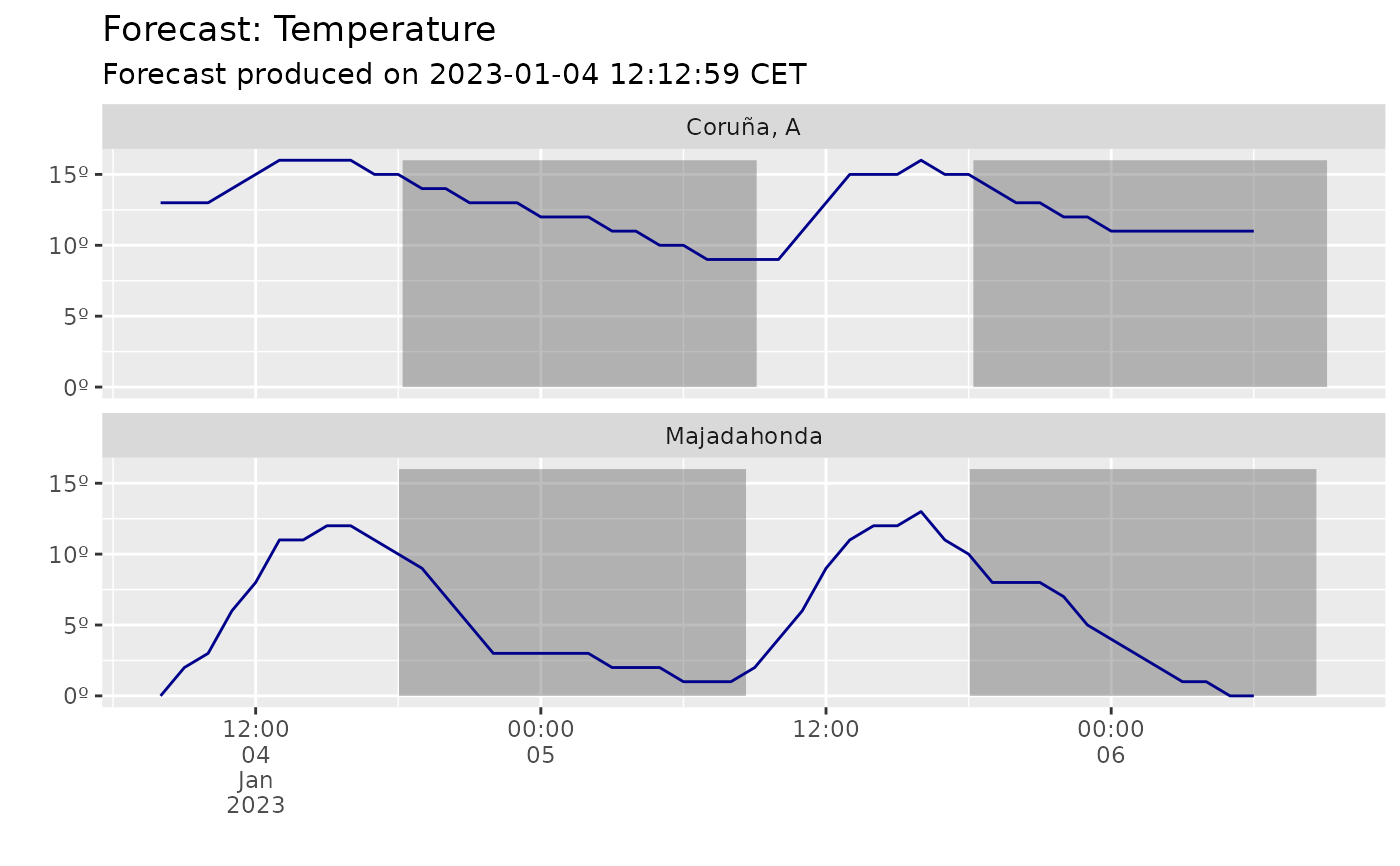 Forecast: Temperature
Forecast produced on 2023-01-04 12:12:59 CET
Coruña, A
15º
10º
5º
0º
Majadahonda
15º
10º
5º
0º
12:00 00:00 12:00 00:00
04 05 06
Jan
2023